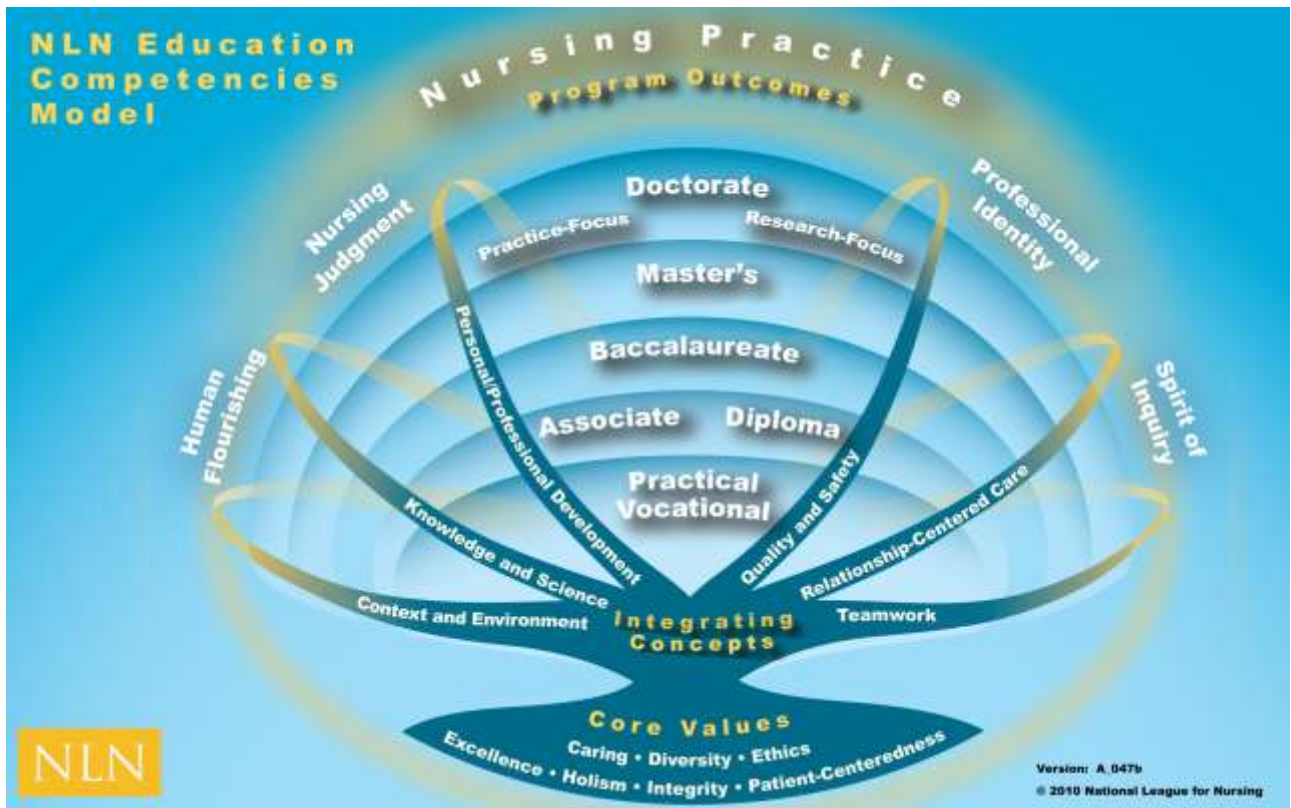 NLN Education
Competencies
Model
Nursing Practice
Program Outcomes
Nursing
Judgment
Professional
Identity
Human
Flourishing
Spirit of
Inquiry
Doctorate
Practice-Focus
Research-Focus
Master's
Baccalaureate
Associate
Diploma
Practical
Vocational
Personal/Professional Development
Quality and Safety
Knowledge and Science
Relationship-Centered Care
Context and Environment
Teamwork
Integrating
Concepts
Core Values
Caring • Diversity • Ethics
Excellence • Holism • Integrity • Patient-Centeredness
NLN
Version: A_047b
© 2010 National League for Nursing